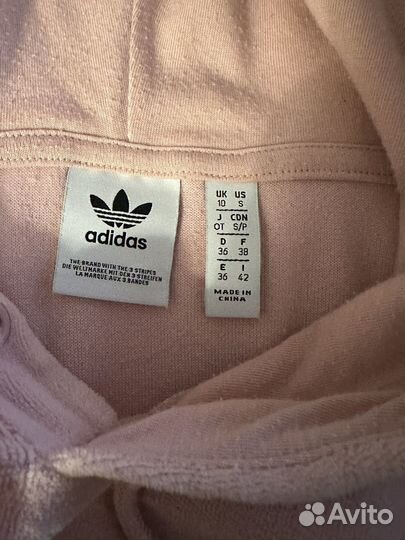 adidas
THE BRAND WITH THE 3 STRIPES
DIE WELTMARKE MIT DEN 3 STREIFEN
LA MARQUE AUX 3 BANDES
UK US
10 S
J CDN
OT S/P
D F
36 38
E I
36 42
MADE IN
CHINA
Avito